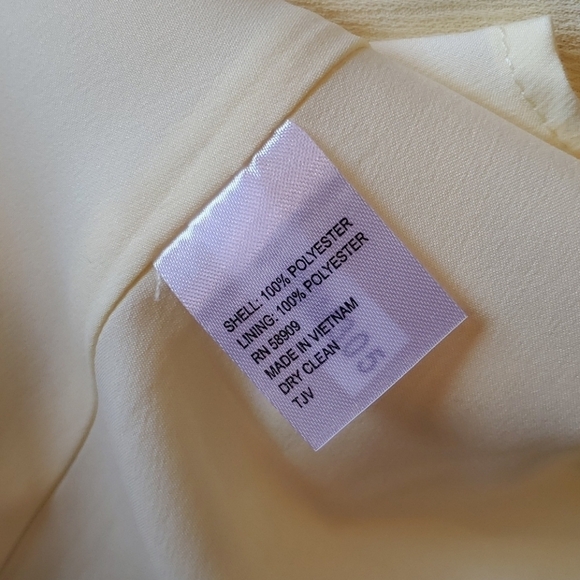 SHELL: 100% POLYESTER
LINING: 100% POLYESTER
RN 58909
MADE IN VIETNAM
DRY CLEAN
TJV